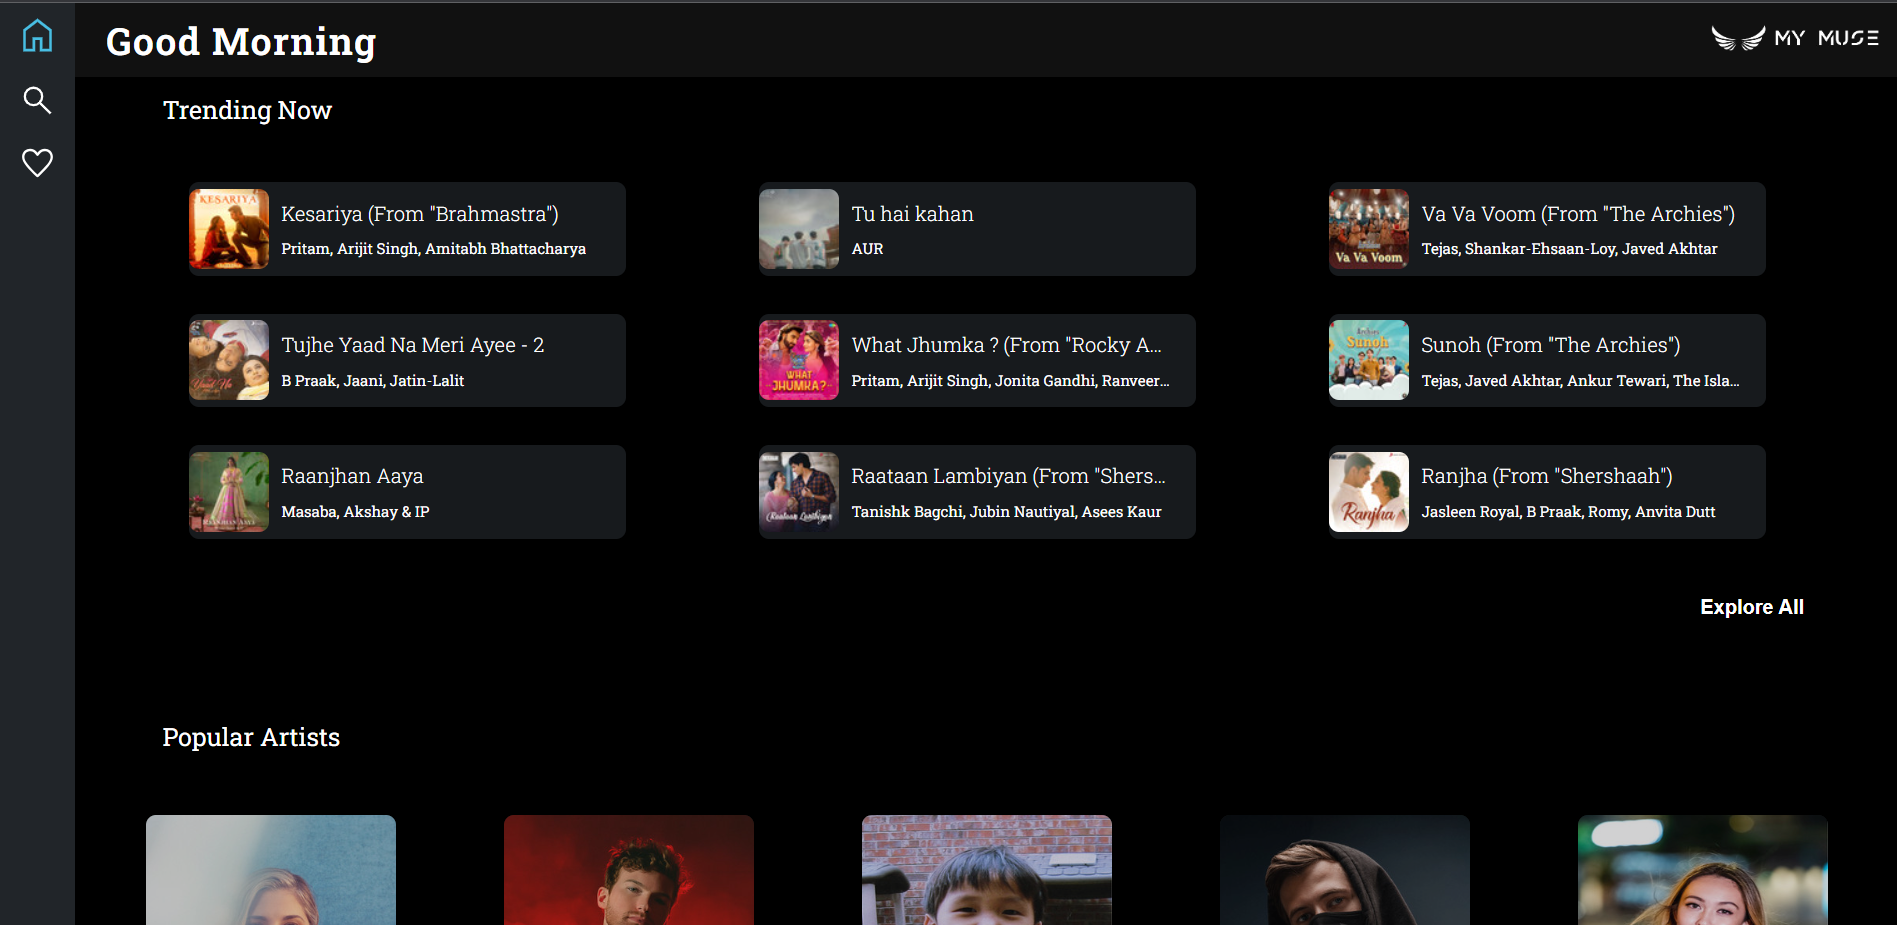 Good Morning
MY MUSE
Trending Now
KESARIYA
Kesariya (From "Brahmastra")
Pritam, Arijit Singh, Amitabh Bhattacharya
Tu hai kahan
AUR
Va Va Voom
Va Va Voom (From "The Archies")
Tejas, Shankar-Ehsaan-Loy, Javed Akhtar
Yaad Na
Tujhe Yaad Na Meri Ayee - 2
B Praak, Jaani, Jatin-Lalit
WHAT
JHUMKA?
What Jhumka ? (From "Rocky A...
Pritam, Arijit Singh, Jonita Gandhi, Ranveer...
Archies
Sunoh
Sunoh (From "The Archies")
Tejas, Javed Akhtar, Ankur Tewari, The Isla...
RAANJHAN AAYA
Raanjhan Aaya
Masaba, Akshay & IP
Raataan Lambiyan
Raataan Lambiyan (From "Shers...
Tanishk Bagchi, Jubin Nautiyal, Asees Kaur
Ranjha
Ranjha (From "Shershaah")
Jasleen Royal, B Praak, Romy, Anvita Dutt
Explore All
Popular Artists